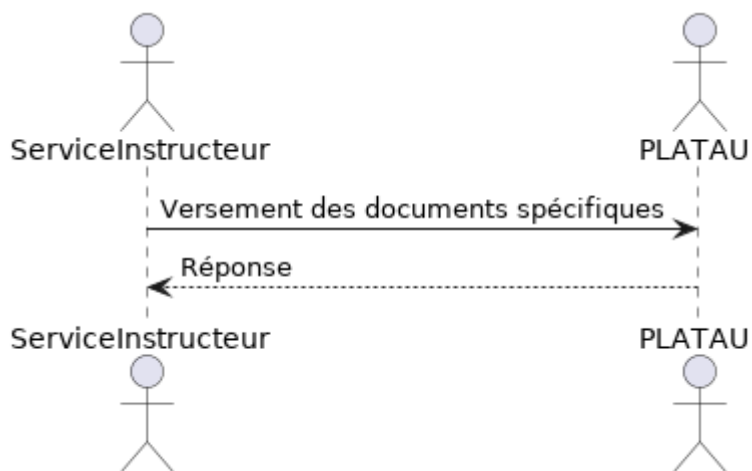 ServiceInstructeur PLATAU
Versement des documents spécifiques
Réponse
ServiceInstructeur PLATAU